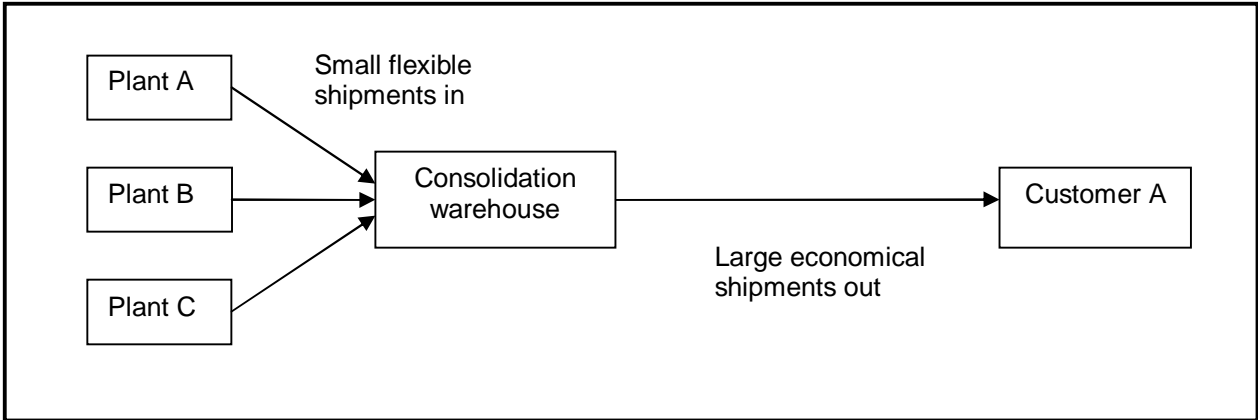 Plant A
Small flexible
shipments in
Plant B
Consolidation
warehouse
Customer A
Large economical
shipments out
Plant C